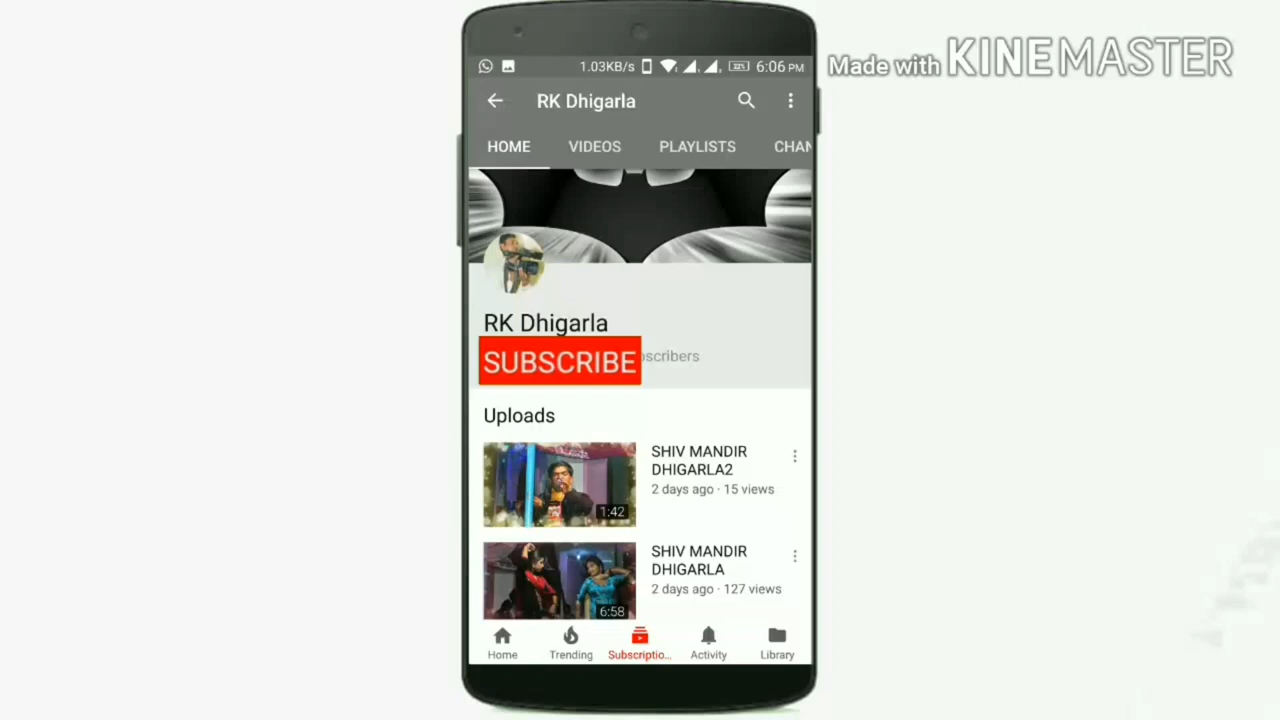 Made with KINEMASTER
1.03KB/s 32% 6:06 PM
RK Dhigarla
HOME VIDEOS PLAYLISTS CHAN
RK Dhigarla
SUBSCRIBE scribers
Uploads
SHIV MANDIR
DHIGARLA2
2 days ago · 15 views
1:42
SHIV MANDIR
DHIGARLA
2 days ago · 127 views
6:58
Home Trending Subscriptio... Activity Library